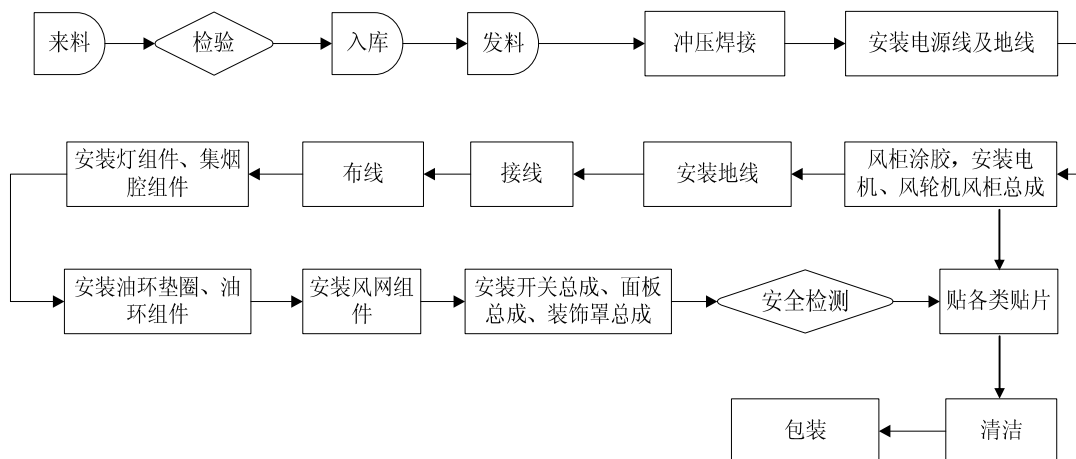 来料
检验
入库
发料
冲压焊接
安装电源线及地线
安装灯组件、集烟
腔组件
布线
接线
安装地线
风柜涂胶，安装电
机、风轮机风柜总成
安装油环垫圈、油
环组件
安装风网组
件
安装开关总成、面板
总成、装饰罩总成
安全检测
贴各类贴片
包装
清洁